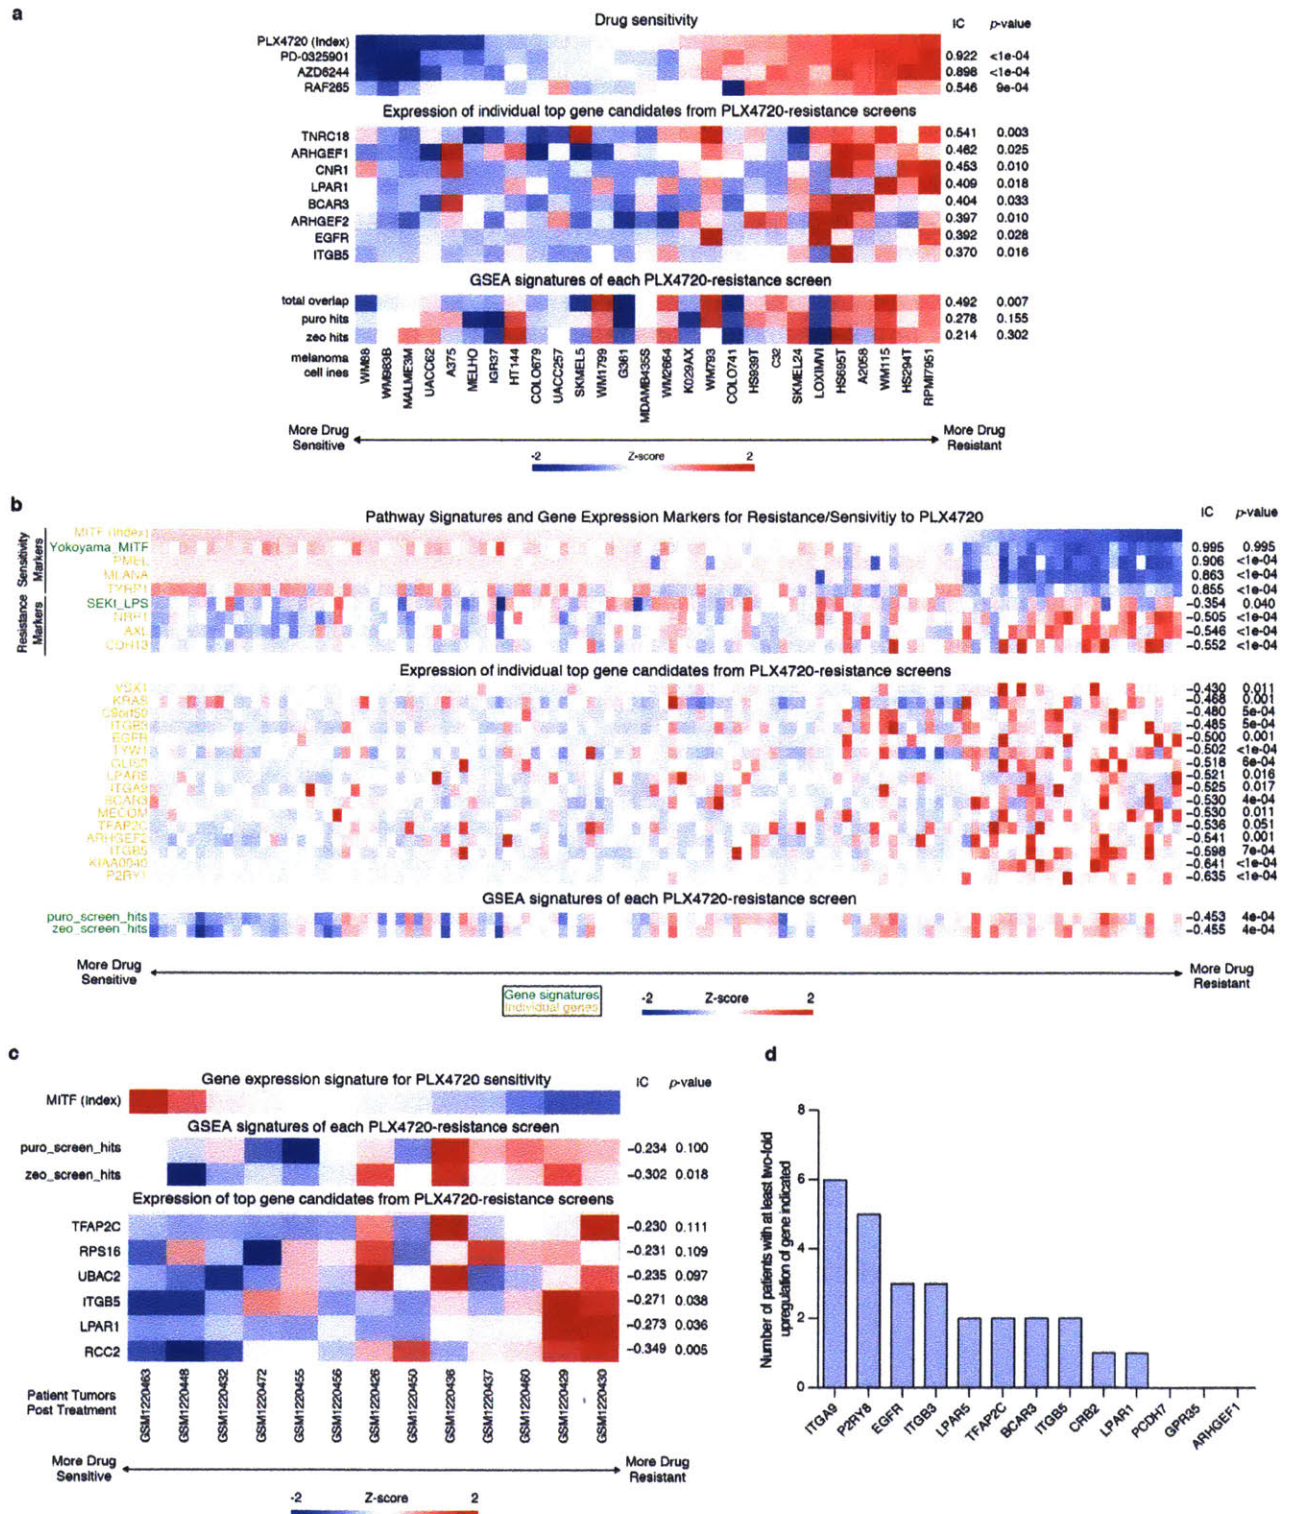 a
Drug sensitivity
IC p-value
PLX4720 (Index)
PD-0325901 0.922 <1e-04
AZD6244 0.898 <1e-04
RAF265 0.546 9e-04
Expression of individual top gene candidates from PLX4720-resistance screens
TNRC18 0.541 0.003
ARHGEF1 0.462 0.025
CNR1 0.453 0.010
LPAR1 0.409 0.018
BCAR3 0.404 0.033
ARHGEF2 0.397 0.010
EGFR 0.392 0.028
ITGB5 0.370 0.016
GSEA signatures of each PLX4720-resistance screen
total overlap 0.492 0.007
puro hits 0.278 0.155
zeo hits 0.214 0.302
melanoma
cell ines
WM88
WM983B
MALME3M
UACC62
A375
MELHO
IGR37
HT144
COLO679
UACC257
SKMEL5
WM1799
G361
MDAMB435S
WM2664
K029AX
WM793
COLO741
HS939T
C32
SKMEL24
LOXIMVI
HS695T
A2058
WM115
HS294T
RPMI7951
More Drug
Sensitive
More Drug
Resistant
-2 Z-score 2
b
Pathway Signatures and Gene Expression Markers for Resistance/Sensivitiy to PLX4720
IC p-value
Sensitivity
Markers
Resistance
Markers
MITF (Index)
Yokoyama_MITF 0.995 0.995
PMEL 0.906 <1e-04
MLANA 0.863 <1e-04
TYRP1 0.855 <1e-04
SEKI_LPS -0.354 0.040
NRP1 -0.505 <1e-04
AXL -0.546 <1e-04
CDH13 -0.552 <1e-04
Expression of individual top gene candidates from PLX4720-resistance screens
VSX1 -0.430 0.011
KRAS -0.468 0.001
C9orf50 -0.480 5e-04
ITGB3 -0.485 5e-04
EGFR -0.500 0.001
TYW1 -0.502 <1e-04
GLIS3 -0.518 6e-04
LPAR5 -0.521 0.016
ITGA9 -0.525 0.017
BCAR3 -0.530 4e-04
MECOM -0.530 0.011
TFAP2C -0.536 0.051
ARHGEF2 -0.541 0.001
ITGB5 -0.598 7e-04
KIAA0040 -0.641 <1e-04
P2RY1 -0.635 <1e-04
GSEA signatures of each PLX4720-resistance screen
puro_screen_hits -0.453 4e-04
zeo_screen_hits -0.455 4e-04
More Drug
Sensitive
More Drug
Resistant
Gene signatures
Individual genes
-2 Z-score 2
c
Gene expression signature for PLX4720 sensitivity
IC p-value
MITF (Index)
GSEA signatures of each PLX4720-resistance screen
puro_screen_hits -0.234 0.100
zeo_screen_hits -0.302 0.018
Expression of top gene candidates from PLX4720-resistance screens
TFAP2C -0.230 0.111
RPS16 -0.231 0.109
UBAC2 -0.235 0.097
ITGB5 -0.271 0.038
LPAR1 -0.273 0.036
RCC2 -0.349 0.005
Patient Tumors
Post Treatment
GSM1220463
GSM1220448
GSM1220432
GSM1220472
GSM1220455
GSM1220456
GSM1220426
GSM1220450
GSM1220436
GSM1220437
GSM1220460
GSM1220429
GSM1220430
More Drug
Sensitive
More Drug
Resistant
-2 Z-score 2
d
Number of patients with at least two-fold
upregulation of gene indicated
8
6
4
2
0
ITGA9
P2RY8
EGFR
ITGB3
LPAR5
TFAP2C
BCAR3
ITGB5
CRB2
LPAR1
PCDH7
GPR35
ARHGEF1